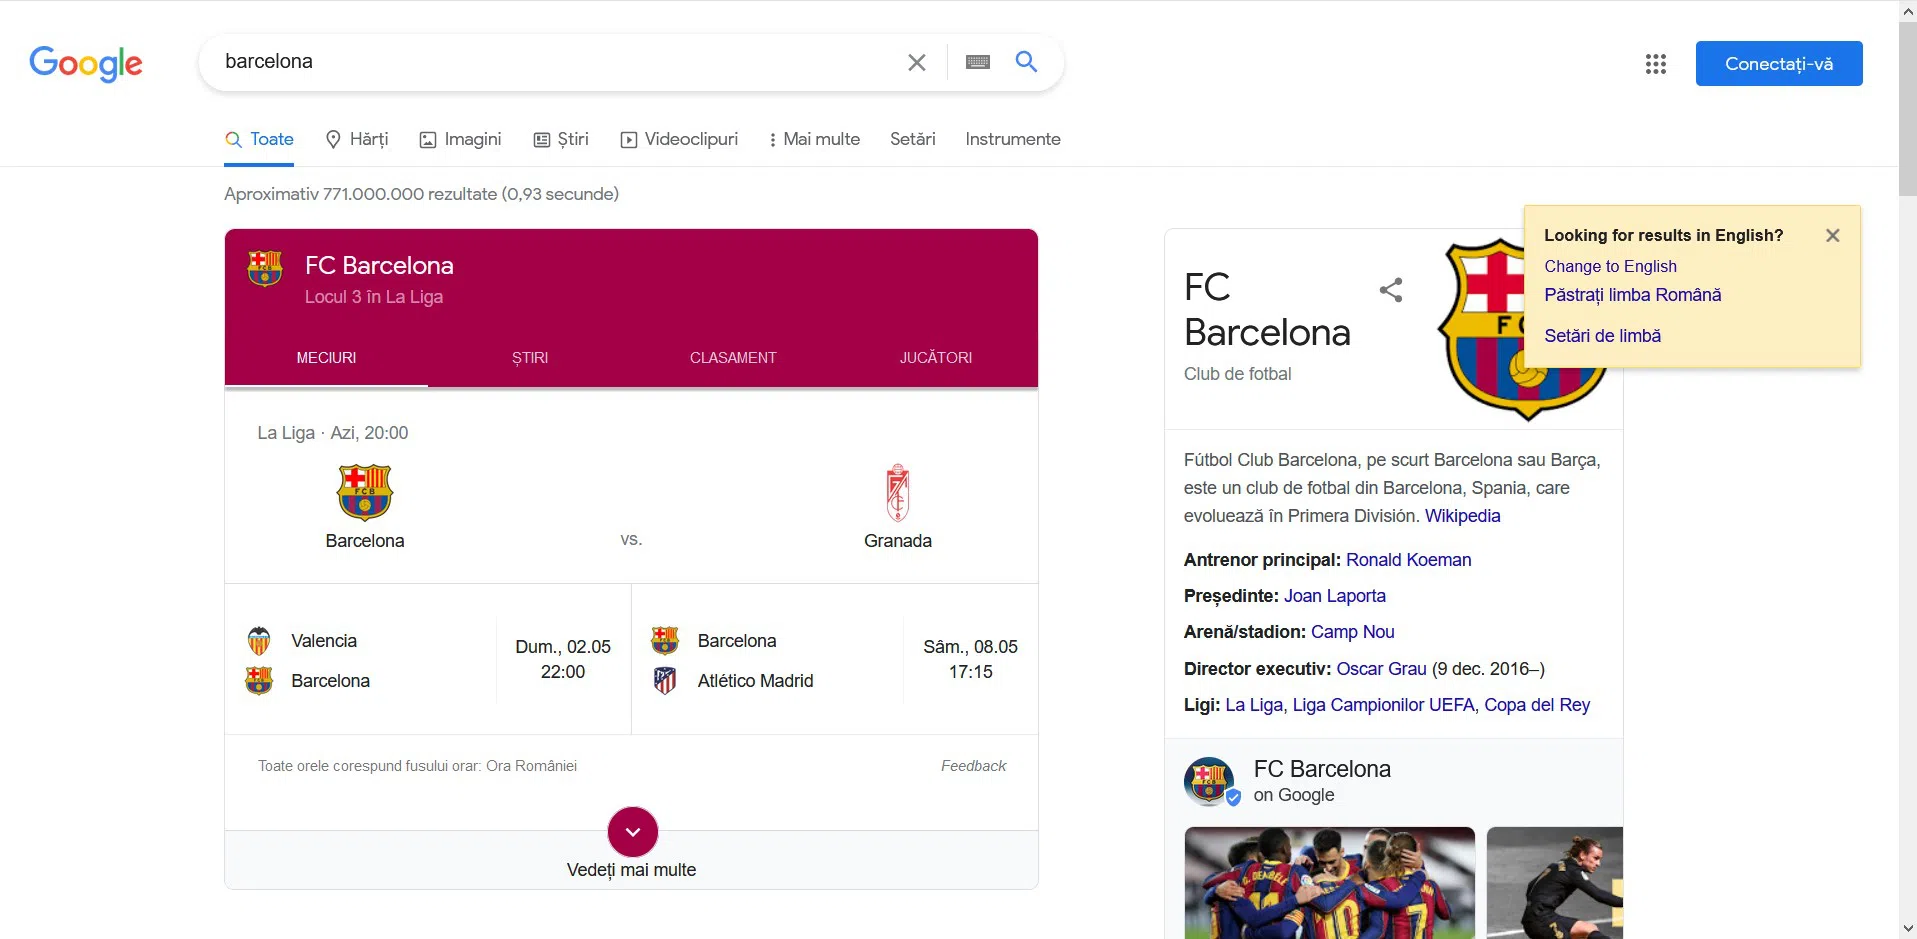 Google
barcelona
Conectați-vă
Toate
Hărți
Imagini
Știri
Videoclipuri
Mai multe
Setări
Instrumente
Aproximativ 771.000.000 rezultate (0,93 secunde)
FC Barcelona
Locul 3 în La Liga
MECIURI
ȘTIRI
CLASAMENT
JUCĂTORI
La Liga · Azi, 20:00
FCB
Barcelona
vs.
Granada
Valencia
Barcelona
Dum., 02.05
22:00
Barcelona
Atlético Madrid
Sâm., 08.05
17:15
Toate orele corespund fusului orar: Ora României
Feedback
Vedeți mai multe
Looking for results in English?
Change to English
Păstrați limba Română
Setări de limbă
FC
Barcelona
Club de fotbal
Fútbol Club Barcelona, pe scurt Barcelona sau Barça,
este un club de fotbal din Barcelona, Spania, care
evoluează în Primera División. Wikipedia
Antrenor principal: Ronald Koeman
Președinte: Joan Laporta
Arenă/stadion: Camp Nou
Director executiv: Oscar Grau (9 dec. 2016–)
Ligi: La Liga, Liga Campionilor UEFA, Copa del Rey
FC Barcelona
on Google
O. DEMBÉLÉ
11
10
7